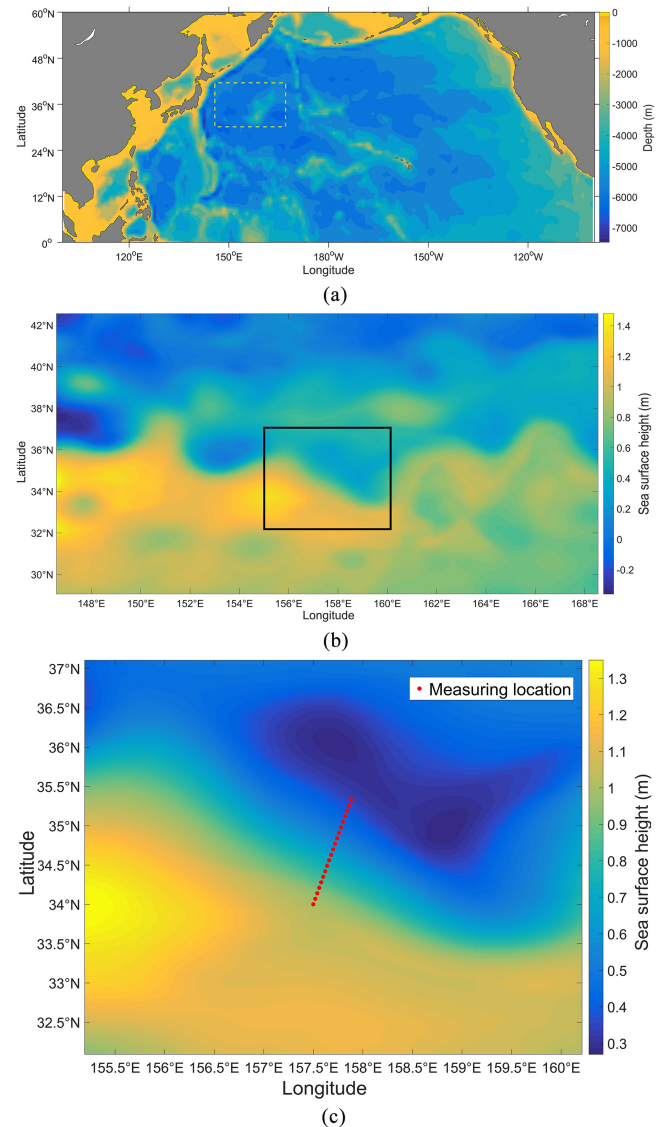 60°N
48°N
36°N
24°N
12°N
0°
Latitude
120°E
150°E
180°E
150°W
120°W
Longitude
0
-1000
-2000
-3000
-4000
-5000
-6000
-7000
Depth (m)
(a)
42°N
40°N
38°N
36°N
34°N
32°N
30°N
Latitude
148°E 150°E 152°E 154°E 156°E 158°E 160°E 162°E 164°E 166°E 168°E
Longitude
1.4
1.2
1
0.8
0.6
0.4
0.2
0
-0.2
Sea surface height (m)
(b)
37°N
36.5°N
36°N
35.5°N
35°N
34.5°N
34°N
33.5°N
33°N
32.5°N
Latitude
Measuring location
155.5°E 156°E 156.5°E 157°E 157.5°E 158°E 158.5°E 159°E 159.5°E 160°E
Longitude
1.3
1.2
1.1
1
0.9
0.8
0.7
0.6
0.5
0.4
0.3
Sea surface height (m)
(c)